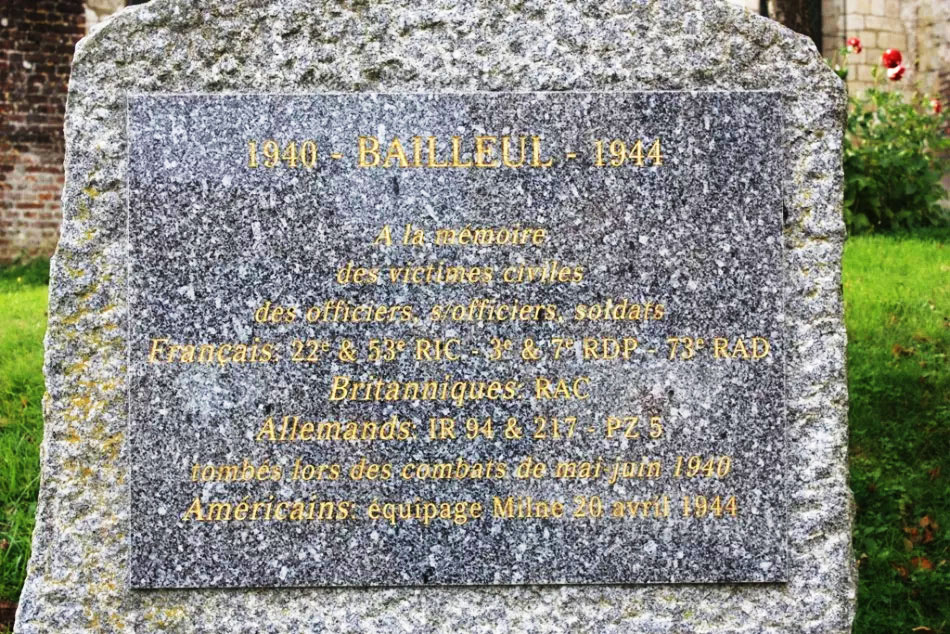 1940 - BAILLEUL - 1944
A la mémoire
des victimes civiles
des officiers, s/officiers, soldats
Français: 22ᵉ & 53ᵉ RIC - 3ᵉ & 7ᵉ RDP - 73ᵉ RAD
Britanniques: RAC
Allemands: IR 94 & 217 - PZ 5
tombés lors des combats de mai-juin 1940
Américains: équipage Milne 20 avril 1944